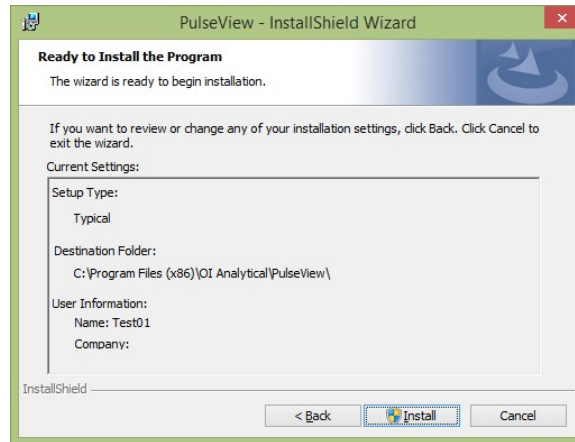 PulseView - InstallShield Wizard
Ready to Install the Program
The wizard is ready to begin installation.
If you want to review or change any of your installation settings, click Back. Click Cancel to
exit the wizard.
Current Settings:
Setup Type:
Typical
Destination Folder:
C:\Program Files (x86)\OI Analytical\PulseView\
User Information:
Name: Test01
Company:
InstallShield
< Back
Install
Cancel